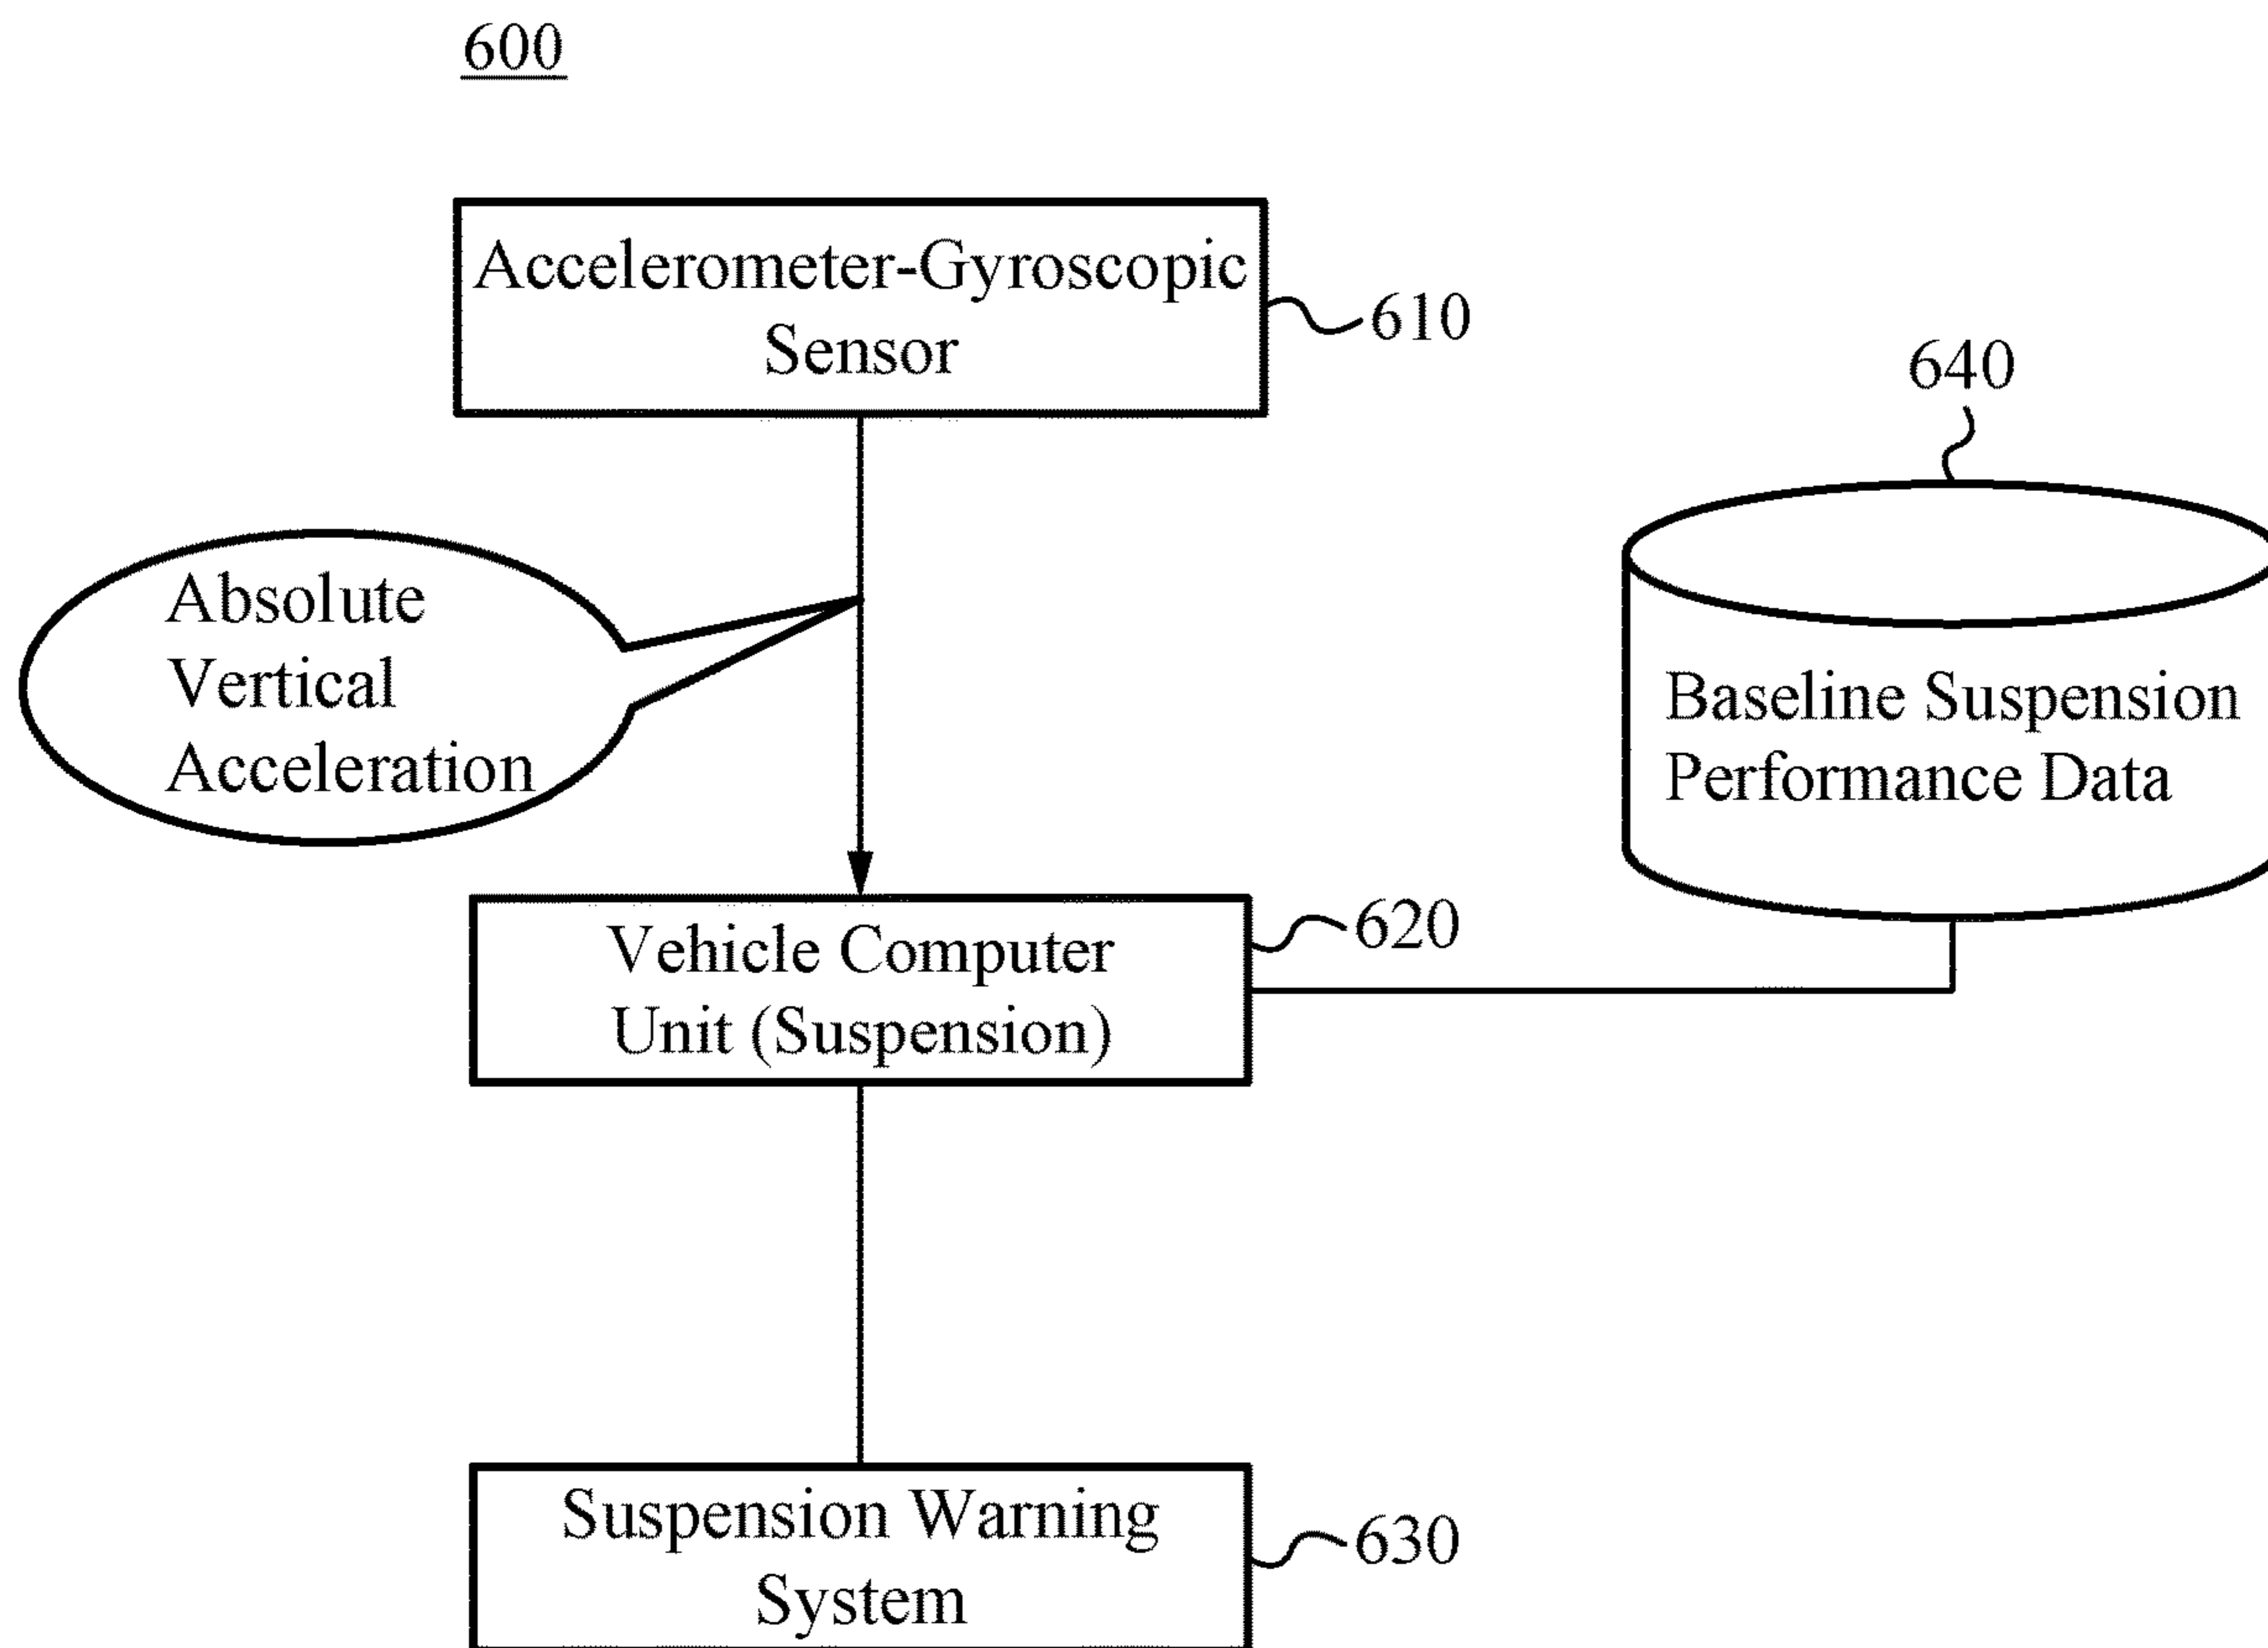 600
Accelerometer-Gyroscopic
Sensor
610
640
Absolute
Vertical
Acceleration
Baseline Suspension
Performance Data
Vehicle Computer
Unit (Suspension)
620
Suspension Warning
System
630